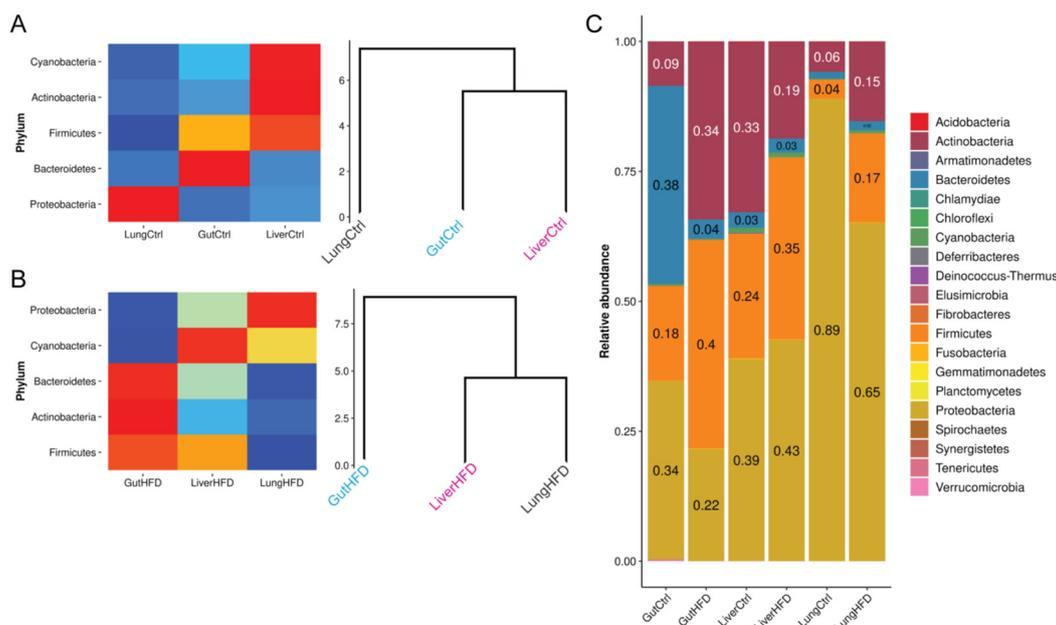 A
Phylum
Cyanobacteria
Actinobacteria
Firmicutes
Bacteroidetes
Proteobacteria
LungCtrl
GutCtrl
LiverCtrl
6
4
2
0
LungCtrl
GutCtrl
LiverCtrl
B
Phylum
Proteobacteria
Cyanobacteria
Bacteroidetes
Actinobacteria
Firmicutes
GutHFD
LiverHFD
LungHFD
7.5
5.0
2.5
0.0
GutHFD
LiverHFD
LungHFD
C
Relative abundance
1.00
0.75
0.50
0.25
0.00
0.09
0.38
0.18
0.34
0.34
0.04
0.4
0.22
0.33
0.03
0.24
0.39
0.19
0.03
0.35
0.43
0.06
0.04
0.89
0.15
0.17
0.65
GutCtrl
GutHFD
LiverCtrl
LiverHFD
LungCtrl
LungHFD
Acidobacteria
Actinobacteria
Armatimonadetes
Bacteroidetes
Chlamydiae
Chloroflexi
Cyanobacteria
Deferribacteres
Deinococcus-Thermus
Elusimicrobia
Fibrobacteres
Firmicutes
Fusobacteria
Gemmatimonadetes
Planctomycetes
Proteobacteria
Spirochaetes
Synergistetes
Tenericutes
Verrucomicrobia